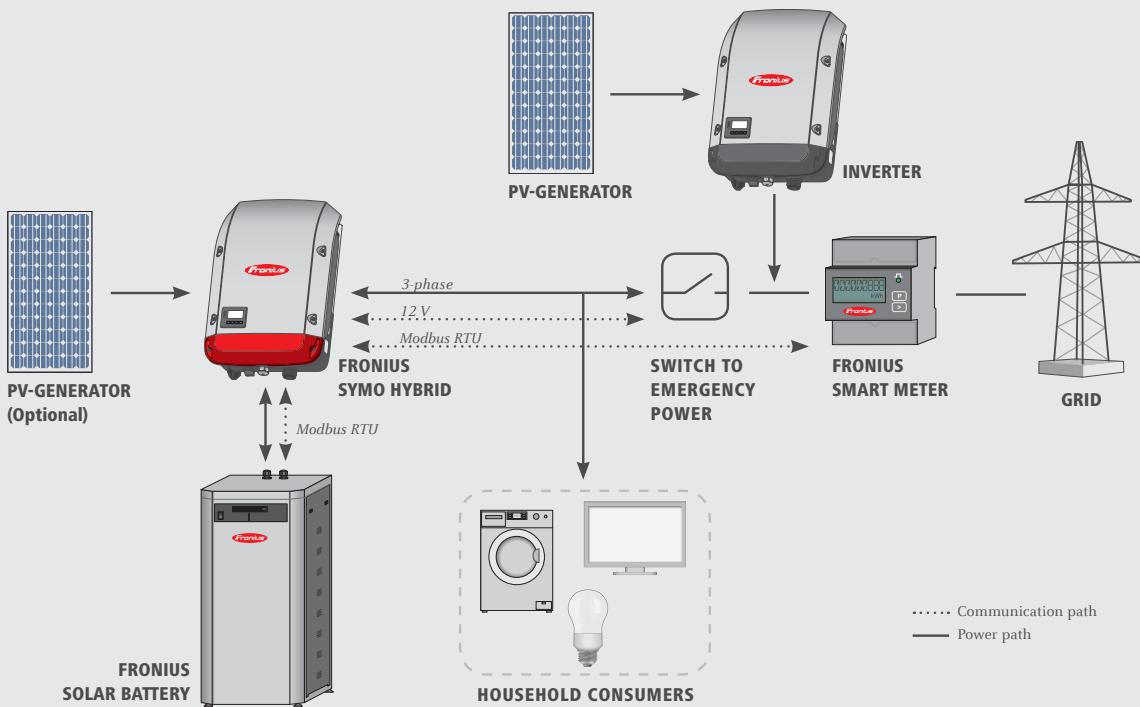 Fronius
PV-GENERATOR
INVERTER
Fronius
3-phase
12 V
Modbus RTU
kWh
P
>
Fronius
PV-GENERATOR
(Optional)
FRONIUS
SYMO HYBRID
SWITCH TO
EMERGENCY
POWER
FRONIUS
SMART METER
GRID
Modbus RTU
Fronius
FRONIUS
SOLAR BATTERY
HOUSEHOLD CONSUMERS
Communication path
Power path